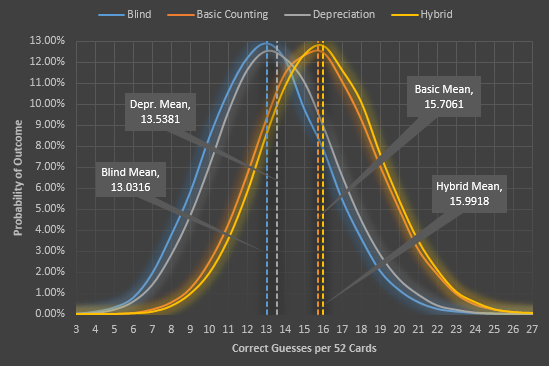 Blind Basic Counting Depreciation Hybrid
13.00%
12.00%
11.00%
10.00%
9.00%
8.00%
7.00%
6.00%
5.00%
4.00%
3.00%
2.00%
1.00%
0.00%
Probability of Outcome
Depr. Mean,
13.5381
Blind Mean,
13.0316
Basic Mean,
15.7061
Hybrid Mean,
15.9918
3 4 5 6 7 8 9 10 11 12 13 14 15 16 17 18 19 20 21 22 23 24 25 26 27
Correct Guesses per 52 Cards